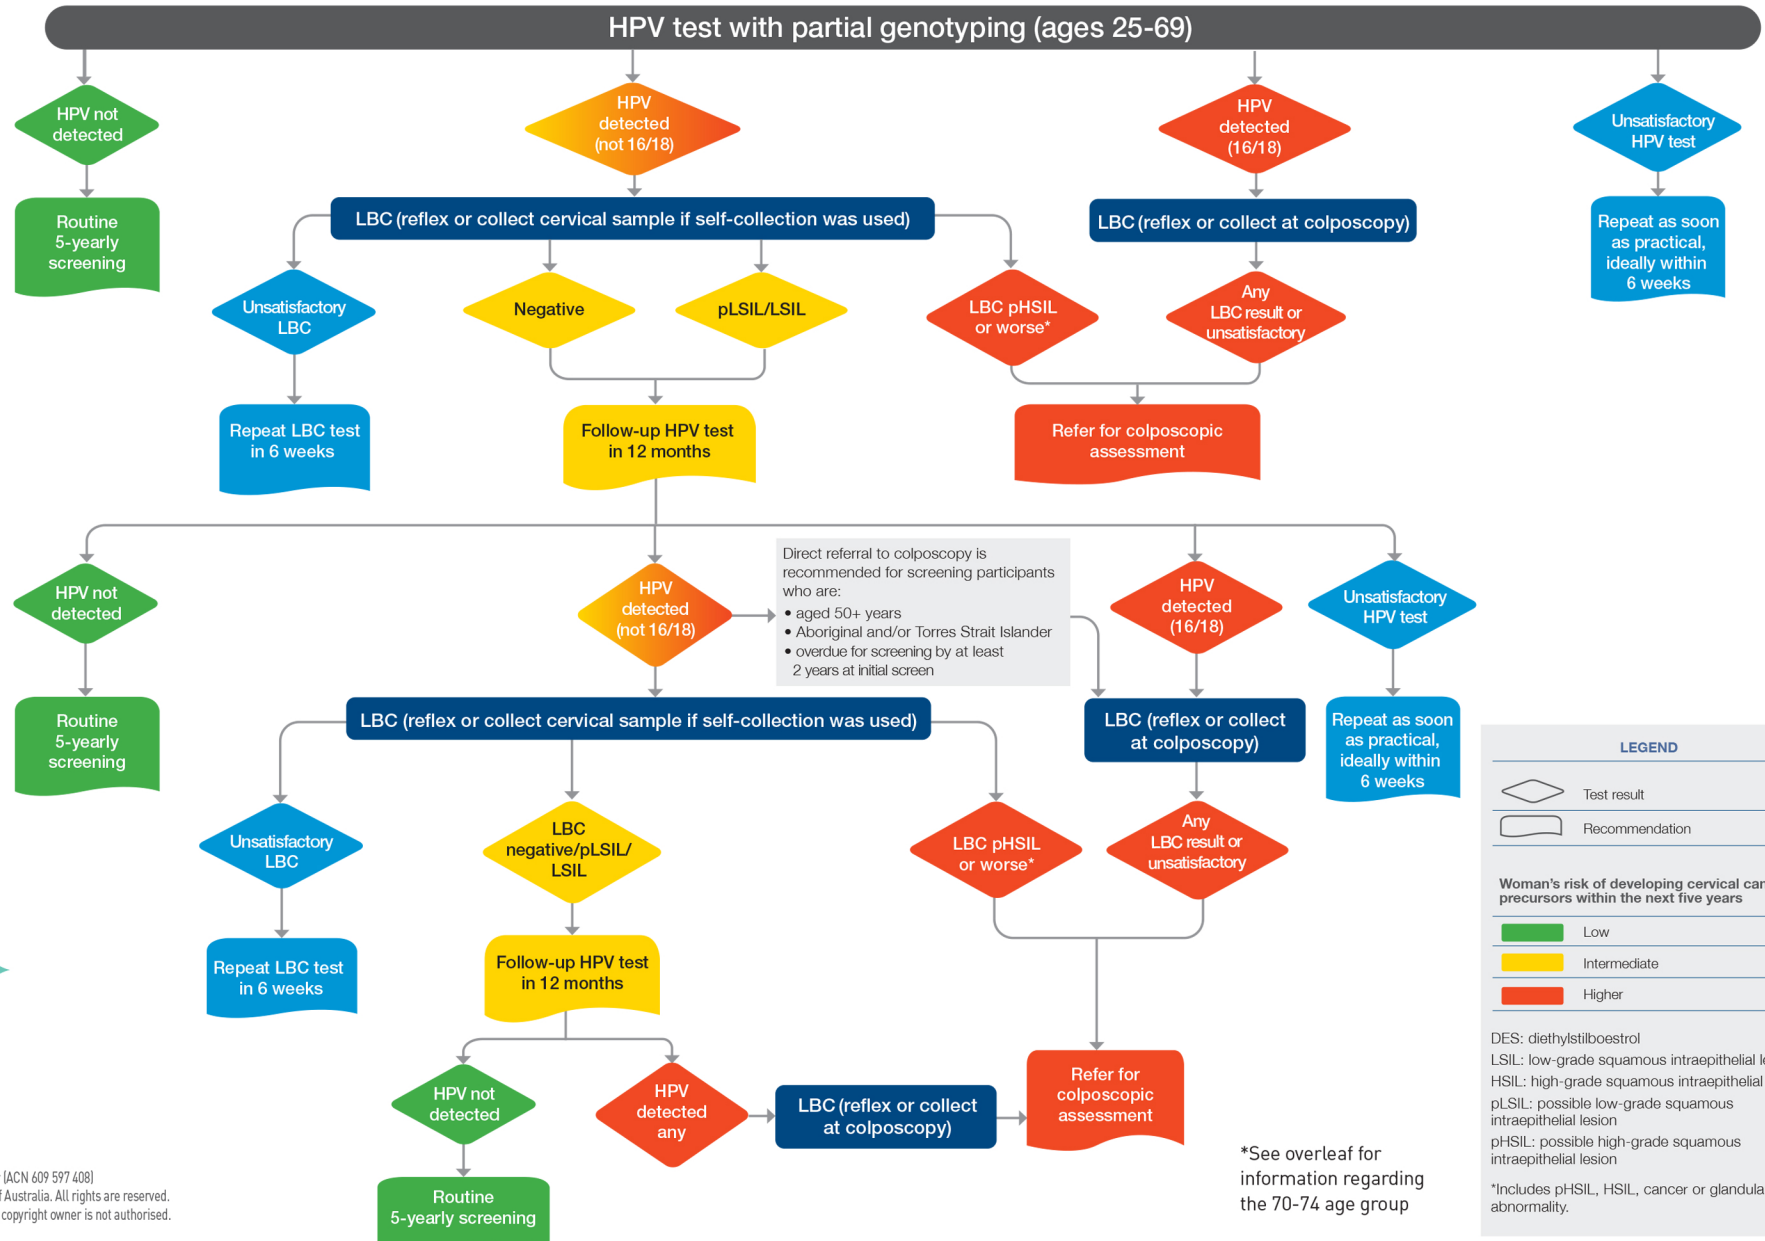 HPV test with partial genotyping (ages 25-69)
HPV not
detected
HPV
detected
(not 16/18)
HPV
detected
(16/18)
Unsatisfactory
HPV test
Routine
5-yearly
screening
LBC (reflex or collect cervical sample if self-collection was used)
LBC (reflex or collect at colposcopy)
Repeat as soon
as practical,
ideally within
6 weeks
Unsatisfactory
LBC
Negative
pLSIL/LSIL
LBC pHSIL
or worse*
Any
LBC result or
unsatisfactory
Repeat LBC test
in 6 weeks
Follow-up HPV test
in 12 months
Refer for colposcopic
assessment
HPV not
detected
HPV
detected
(not 16/18)
Direct referral to colposcopy is
recommended for screening participants
who are:
• aged 50+ years
• Aboriginal and/or Torres Strait Islander
• overdue for screening by at least
2 years at initial screen
HPV
detected
(16/18)
Unsatisfactory
HPV test
Routine
5-yearly
screening
LBC (reflex or collect cervical sample if self-collection was used)
LBC (reflex or collect
at colposcopy)
Repeat as soon
as practical,
ideally within
6 weeks
Unsatisfactory
LBC
LBC
negative/pLSIL/
LSIL
LBC pHSIL
or worse*
Any
LBC result or
unsatisfactory
Repeat LBC test
in 6 weeks
Follow-up HPV test
in 12 months
HPV not
detected
HPV
detected
any
LBC (reflex or collect
at colposcopy)
Refer for
colposcopic
assessment
Routine
5-yearly screening
*See overleaf for
information regarding
the 70-74 age group
LEGEND
Test result
Recommendation
Woman's risk of developing cervical
precursors within the next five years
Low
Intermediate
Higher
DES: diethylstilboestrol
LSIL: low-grade squamous intraepithelial
HSIL: high-grade squamous intraepithelial
pLSIL: possible low-grade squamous
intraepithelial lesion
pHSIL: possible high-grade squamous
intraepithelial lesion
*Includes pHSIL, HSIL, cancer or
abnormality.
(ACN 609 597 408)
Australia. All rights are reserved.
copyright owner is not authorised.